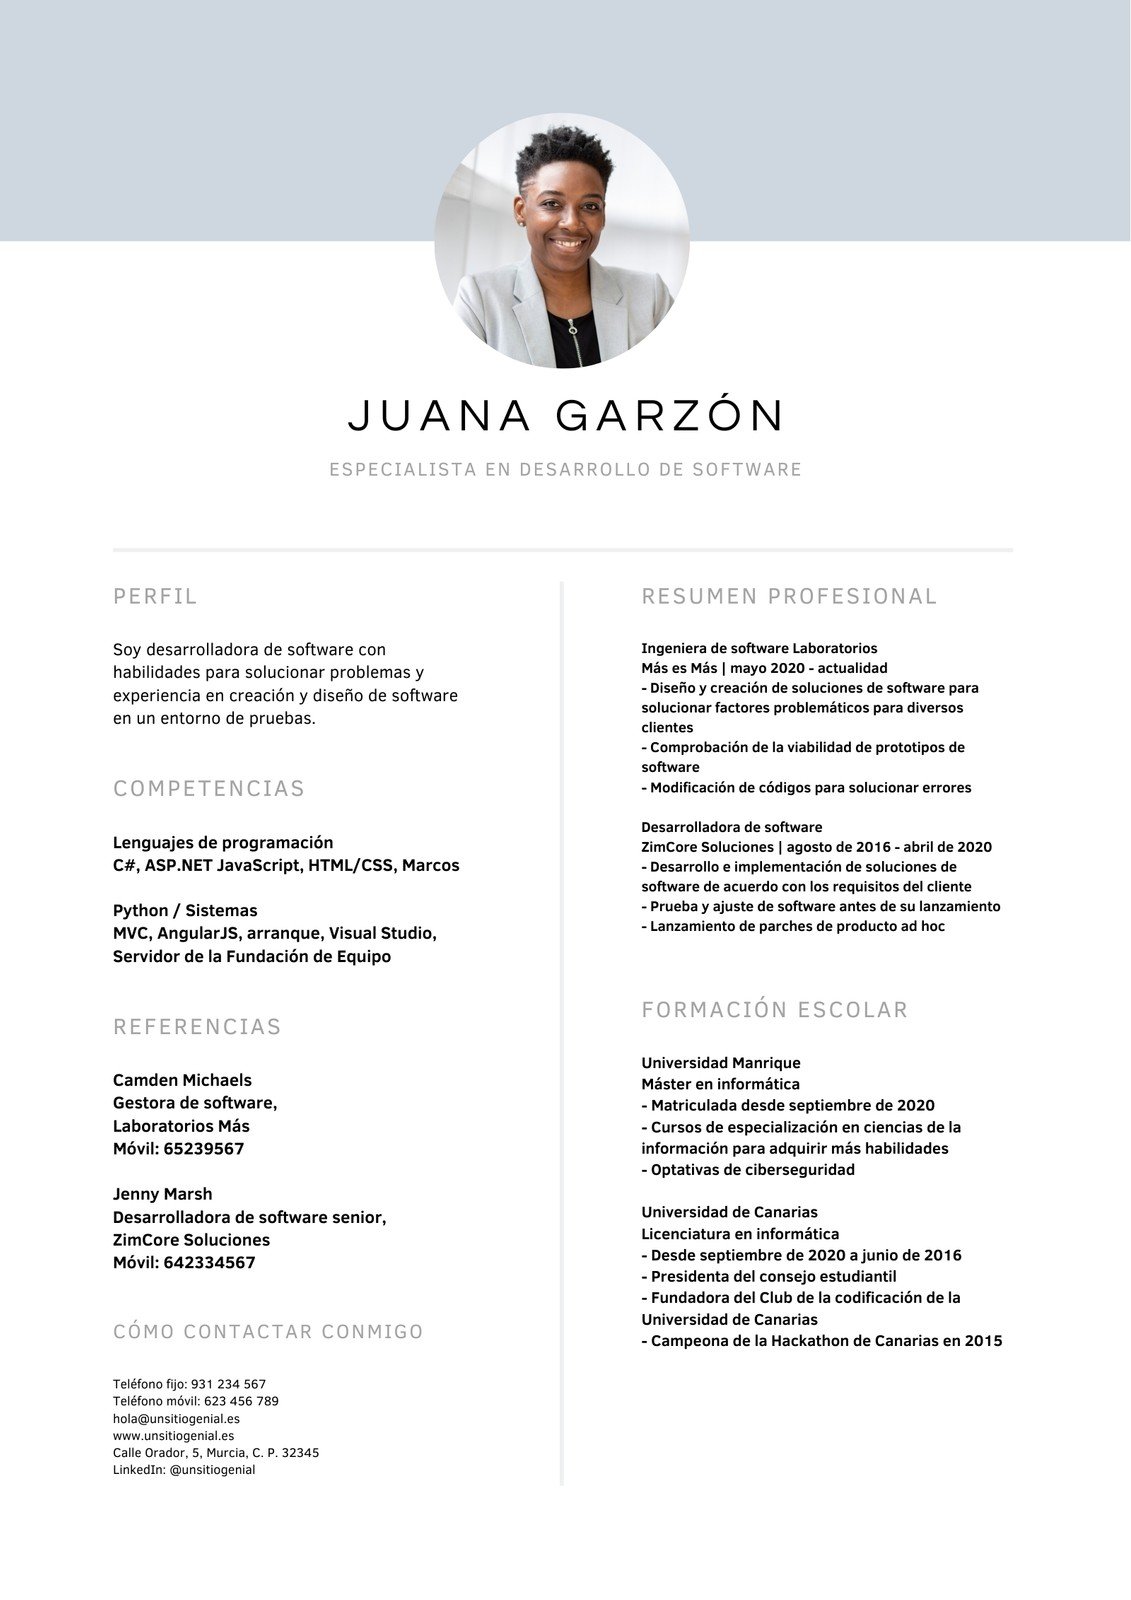 JUANA GARZÓN
ESPECIALISTA EN DESARROLLO DE SOFTWARE
PERFIL
Soy desarrolladora de software con
habilidades para solucionar problemas y
experiencia en creación y diseño de software
en un entorno de pruebas.
COMPETENCIAS
Lenguajes de programación
C#, ASP.NET JavaScript, HTML/CSS, Marcos
Python / Sistemas
MVC, AngularJS, arranque, Visual Studio,
Servidor de la Fundación de Equipo
REFERENCIAS
Camden Michaels
Gestora de software,
Laboratorios Más
Móvil: 65239567
Jenny Marsh
Desarrolladora de software senior,
ZimCore Soluciones
Móvil: 642334567
CÓMO CONTACTAR CONMIGO
Teléfono fijo: 931 234 567
Teléfono móvil: 623 456 789
hola@unsitiogenial.es
www.unsitiogenial.es
Calle Orador, 5, Murcia, C. P. 32345
LinkedIn: @unsitiogenial
RESUMEN PROFESIONAL
Ingeniera de software Laboratorios
Más es Más | mayo 2020 - actualidad
- Diseño y creación de soluciones de software para
solucionar factores problemáticos para diversos
clientes
- Comprobación de la viabilidad de prototipos de
software
- Modificación de códigos para solucionar errores
Desarrolladora de software
ZimCore Soluciones | agosto de 2016 - abril de 2020
- Desarrollo e implementación de soluciones de
software de acuerdo con los requisitos del cliente
- Prueba y ajuste de software antes de su lanzamiento
- Lanzamiento de parches de producto ad hoc
FORMACIÓN ESCOLAR
Universidad Manrique
Máster en informática
- Matriculada desde septiembre de 2020
- Cursos de especialización en ciencias de la
información para adquirir más habilidades
- Optativas de ciberseguridad
Universidad de Canarias
Licenciatura en informática
- Desde septiembre de 2020 a junio de 2016
- Presidenta del consejo estudiantil
- Fundadora del Club de la codificación de la
Universidad de Canarias
- Campeona de la Hackathon de Canarias en 2015